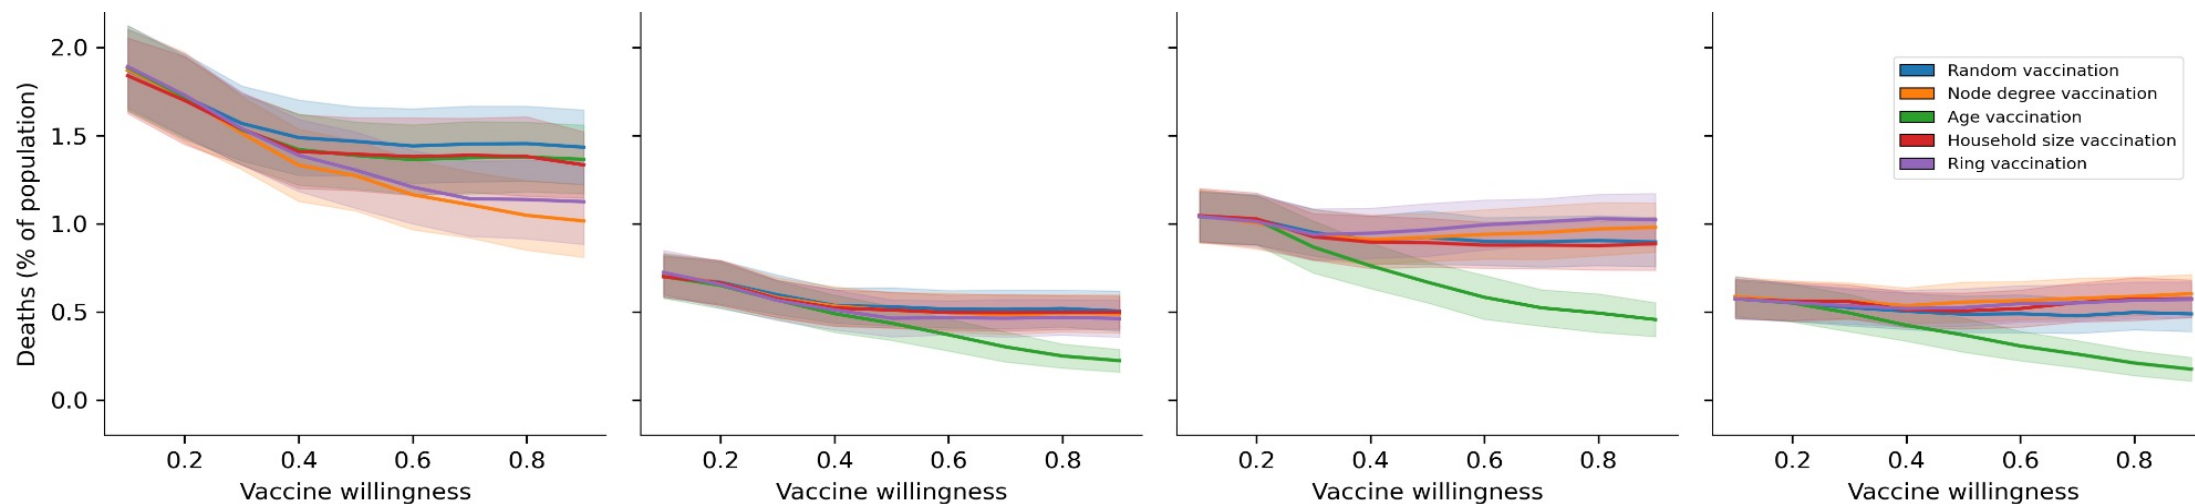 Deaths (% of population)
2.0
1.5
1.0
0.5
0.0
0.2 0.4 0.6 0.8
Vaccine willingness
0.2 0.4 0.6 0.8
Vaccine willingness
0.2 0.4 0.6 0.8
Vaccine willingness
Random vaccination
Node degree vaccination
Age vaccination
Household size vaccination
Ring vaccination
0.2 0.4 0.6 0.8
Vaccine willingness